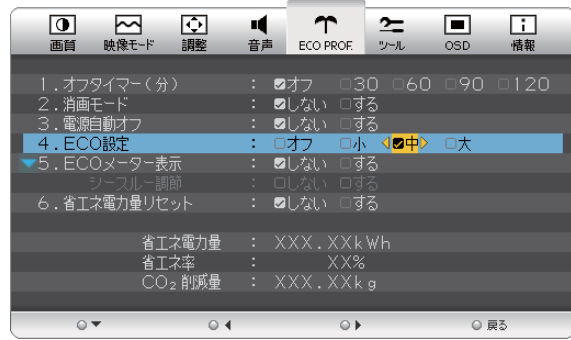 画質 映像モード 調整 音声 ECO PROF. ツール OSD 情報
1.オフタイマー(分) : ☑オフ □30 □60 □90 □120
2.消画モード : ☑しない □する
3.電源自動オフ : ☑しない □する
4.ECO設定 : □オフ □小 ☑中 □大
5.ECOメーター表示 : ☑しない □する
シースルー調節 : □しない □する
6.省エネ電力量リセット : ☑しない □する
省エネ電力量 : XXX.XXkWh
省エネ率 : XX%
CO₂削減量 : XXX.XXkg
戻る